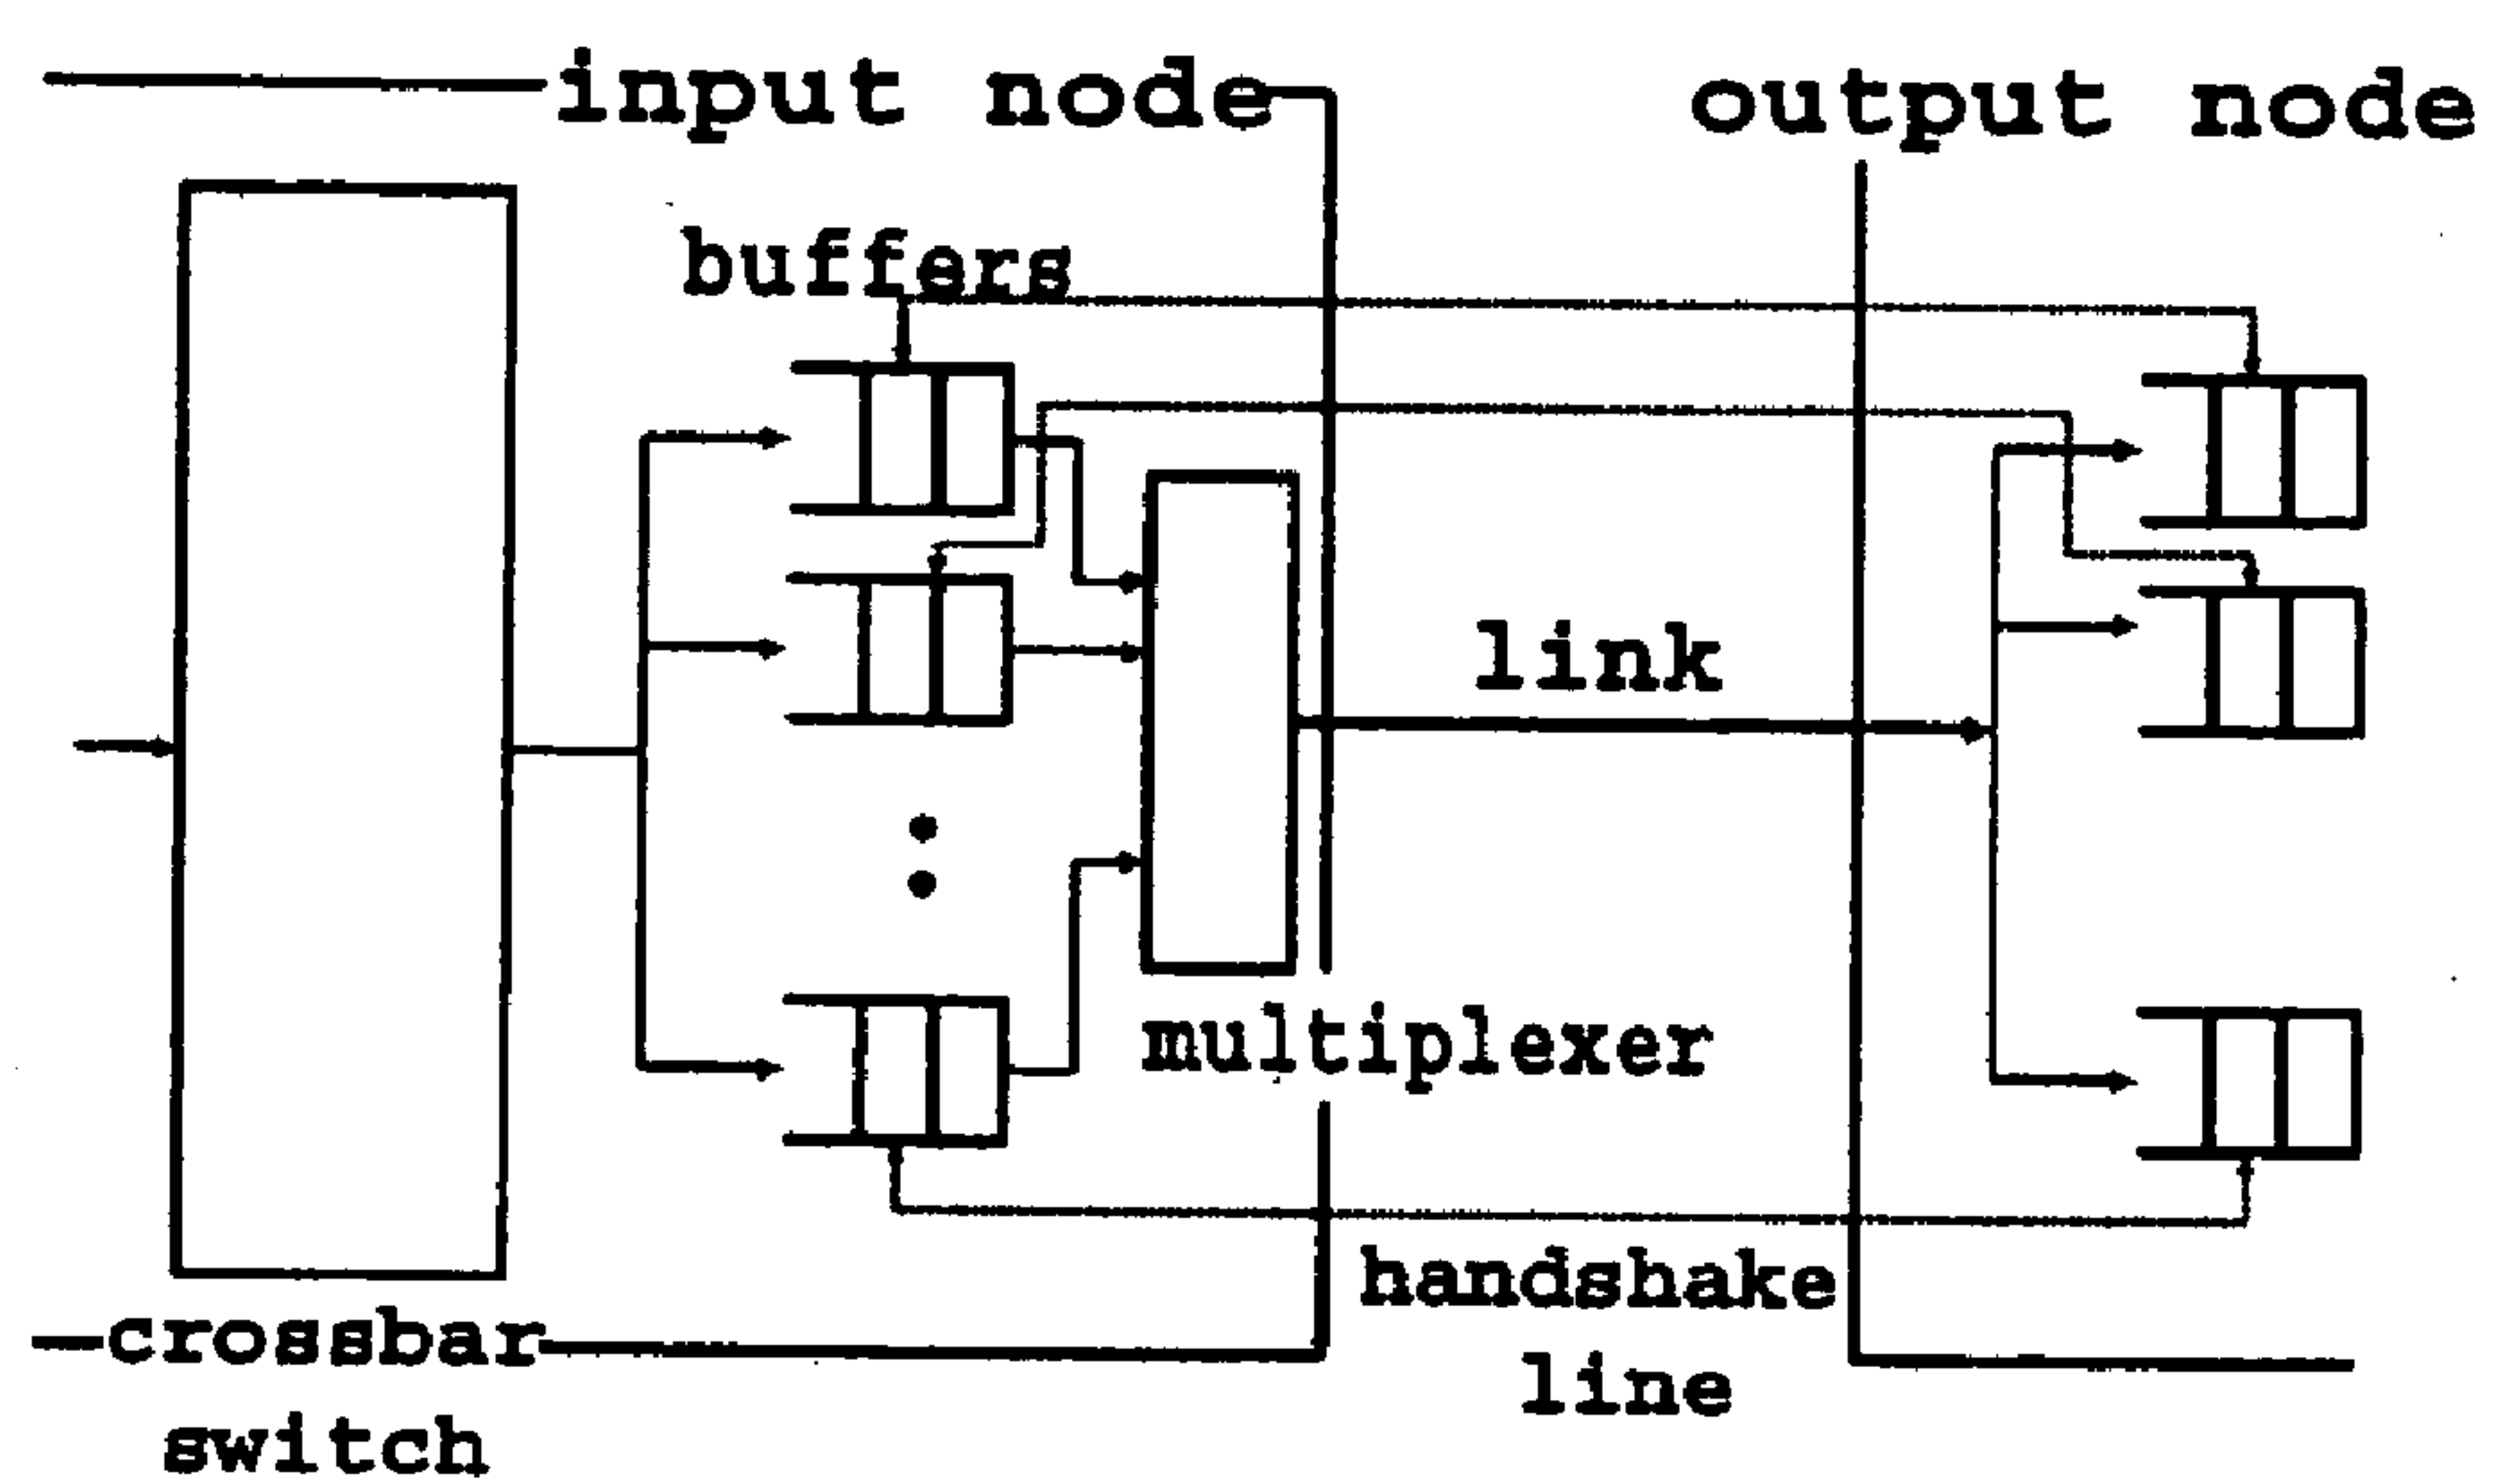 input node
output node
buffers
link
multiplexer
handshake
line
crossbar
switch